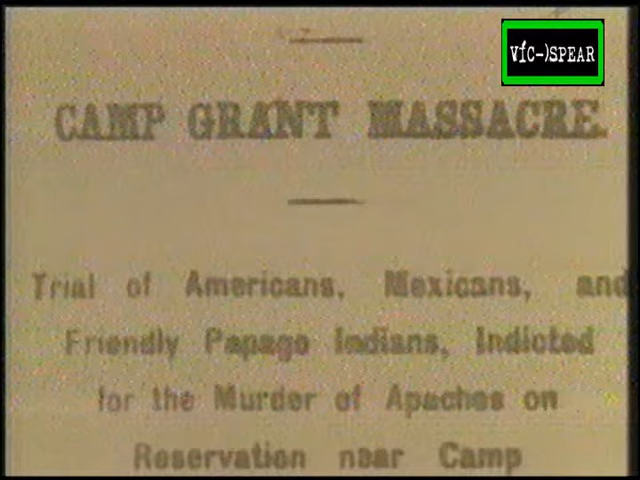 VíC-)SPEAR
CAMP GRANT MASSACRE.
Trial of Americans, Mexicans, and
Friendly Papago Indians, Indicted
for the Murder of Apaches on
Reservation near Camp